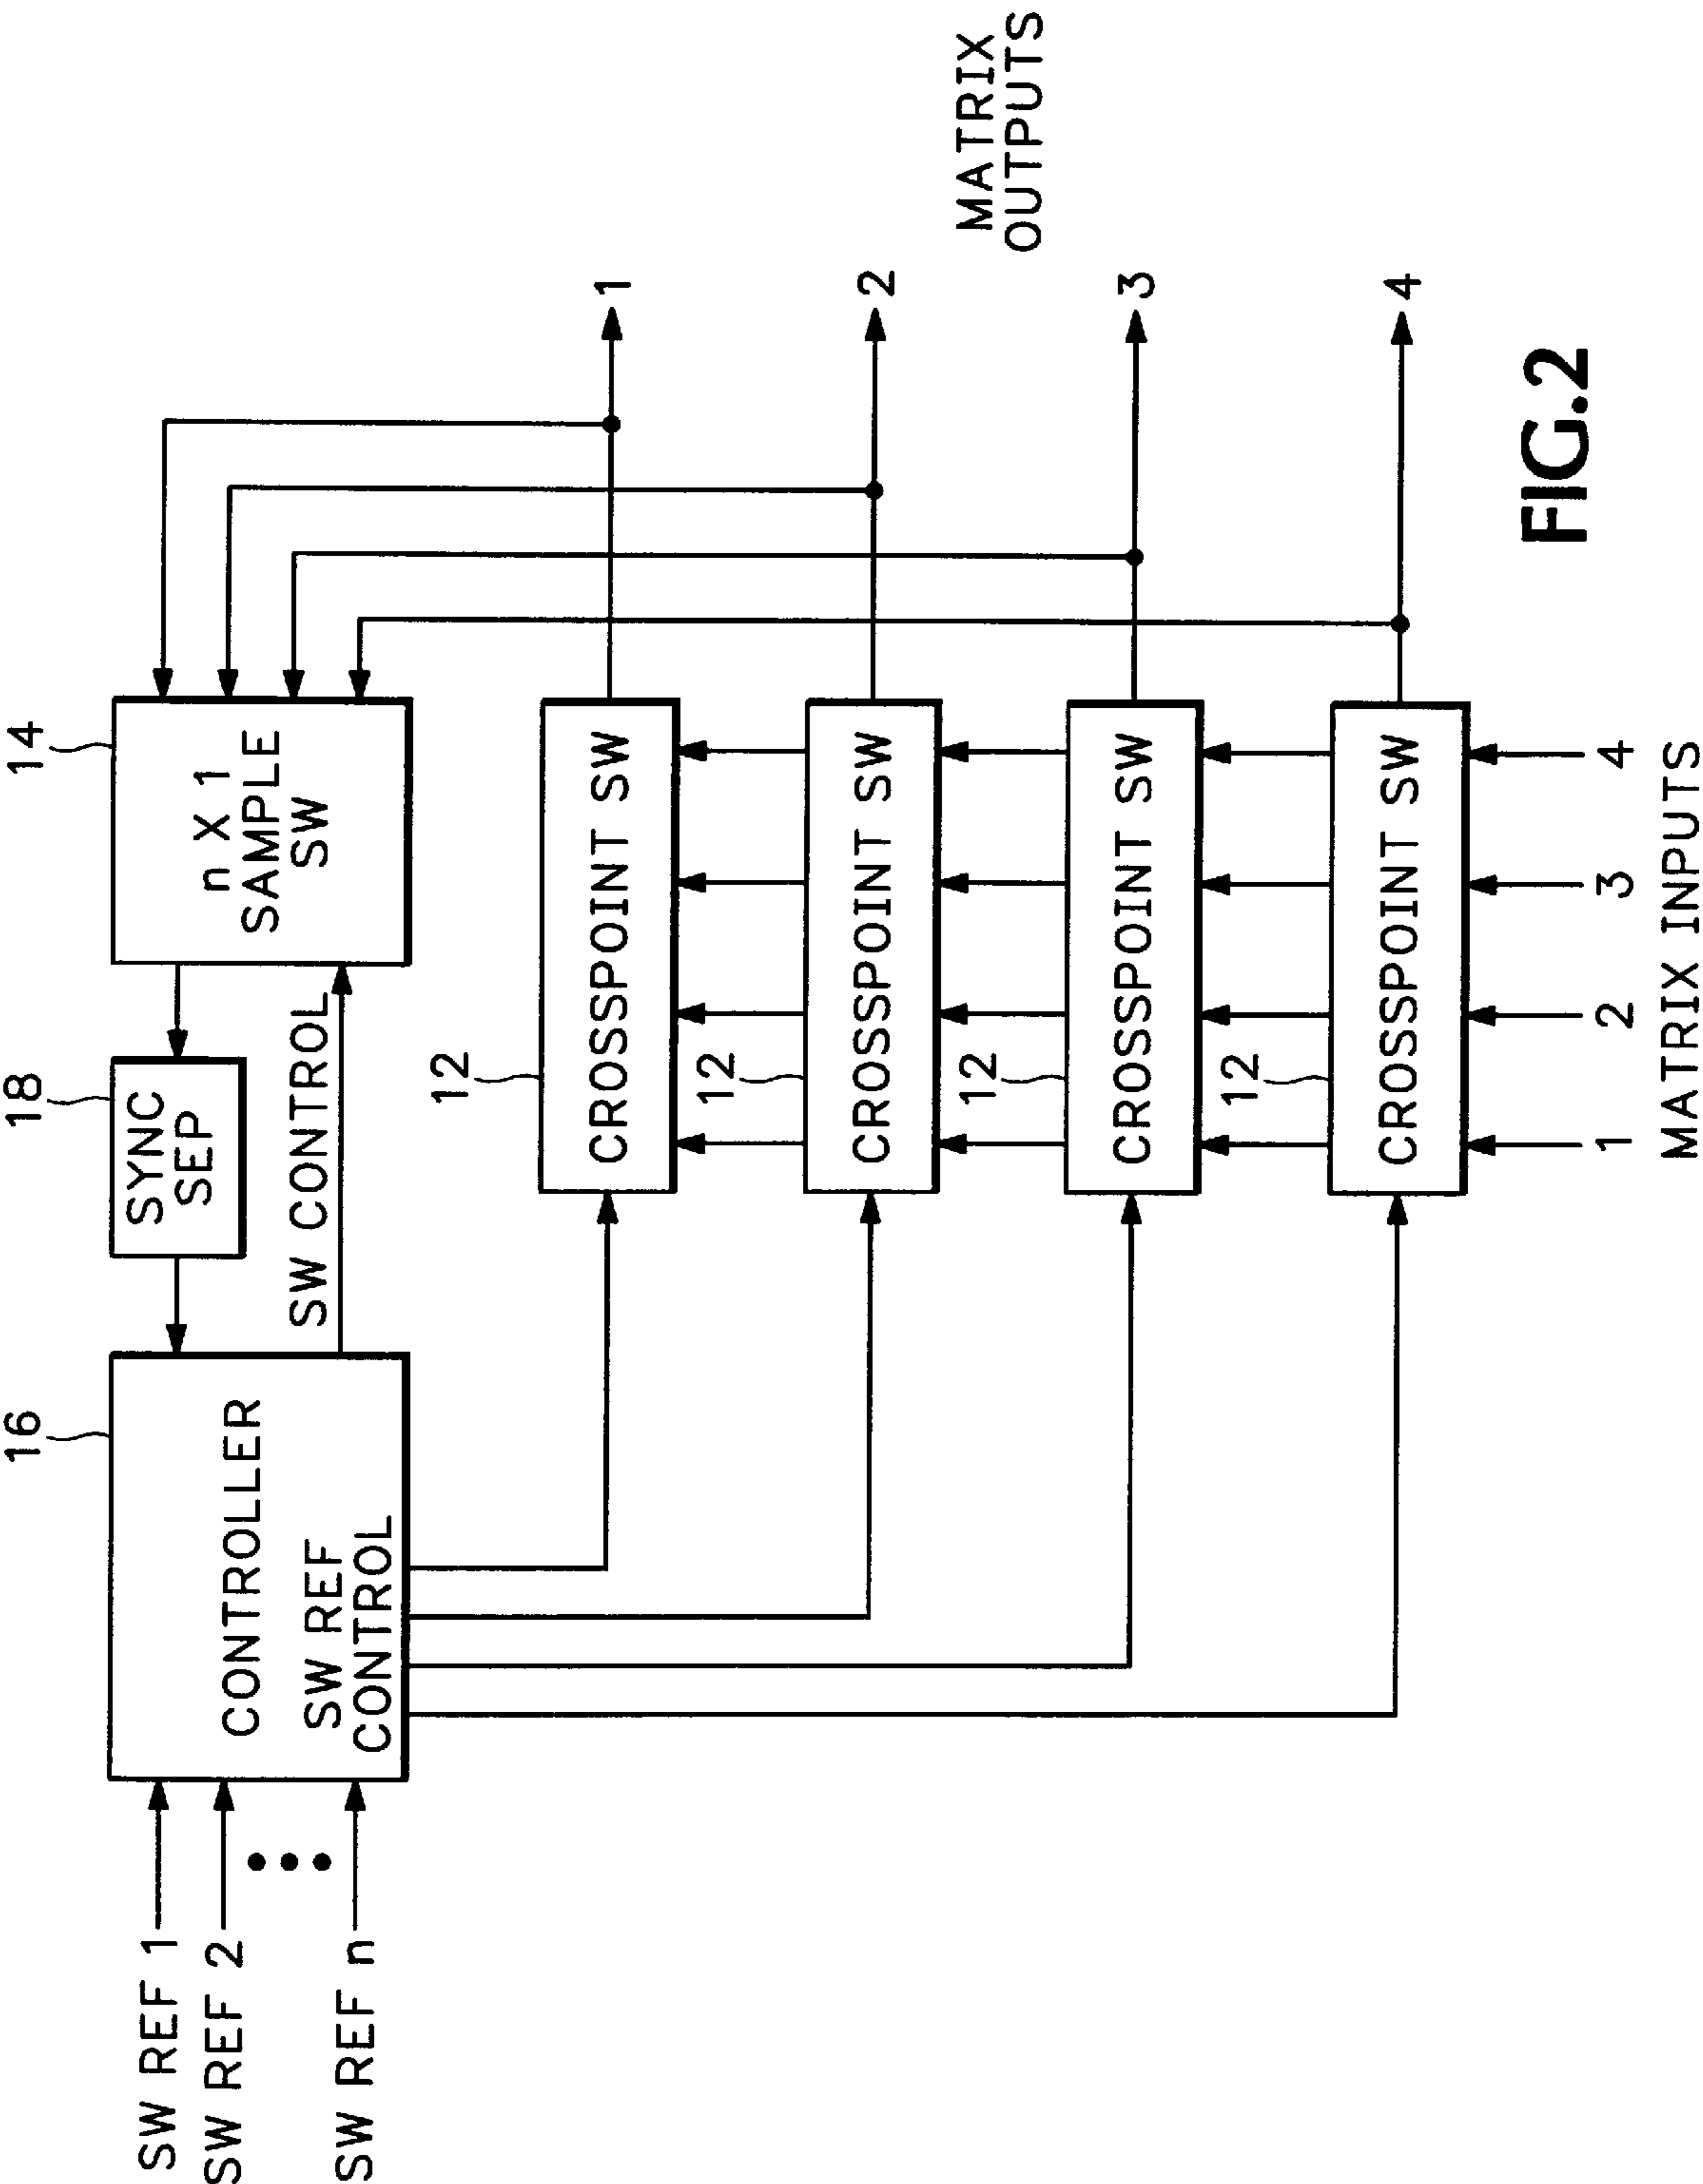 16
18
14
SW REF 1
SW REF 2
SW REF n
CONTROLLER
SW REF
CONTROL
SYNC
SEP
SW CONTROL
n X 1
SAMPLE
SW
12
CROSSPOINT SW
1
12
CROSSPOINT SW
2
12
CROSSPOINT SW
3
12
CROSSPOINT SW
4
MATRIX
OUTPUTS
1 2 3 4
MATRIX INPUTS
FIG.2